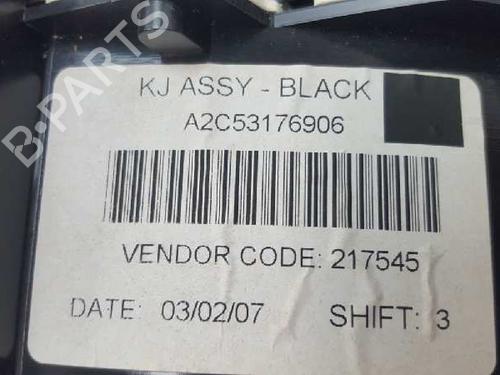 KJ ASSY - BLACK
A2C53176906
VENDOR CODE: 217545
DATE: 03/02/07 SHIFT: 3
B-PARTS